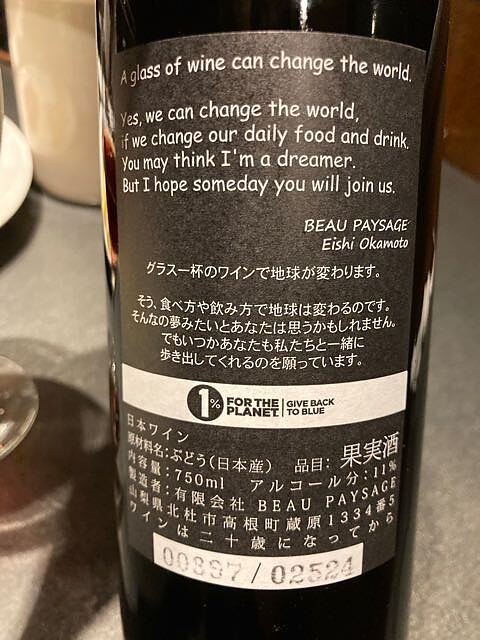 A glass of wine can change the world.
Yes, we can change the world,
if we change our daily food and drink.
You may think I'm a dreamer.
But I hope someday you will join us.
BEAU PAYSAGE
Eishi Okamoto
グラス一杯のワインで地球が変わります。
そう、食べ方や飲み方で地球は変わるのです。
そんなの夢みたいとあなたは思うかもしれません。
でもいつかあなたも私たちと一緒に
歩き出してくれるのを願っています。
1% FOR THE PLANET. GIVE BACK TO BLUE
日本ワイン
原材料名:ぶどう(日本産) 品目:果実酒
内容量:750ml アルコール分:11%
製造者:有限会社 BEAU PAYSAGE
山梨県北杜市高根町蔵原1334番5
ワインは二十歳になってから
00897/02524